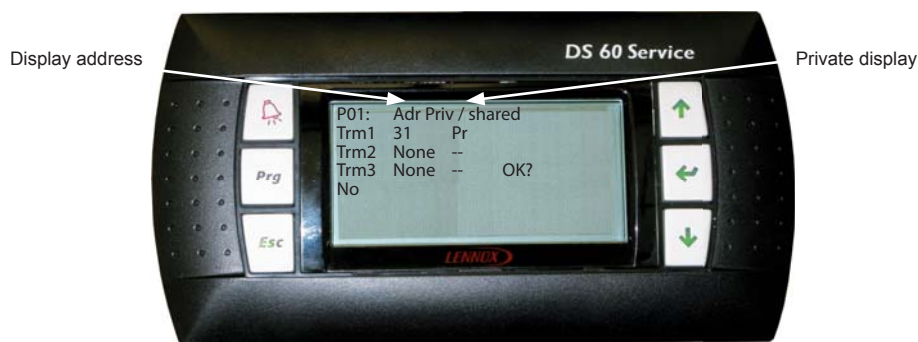 DS 60 Service
Display address
Private display
P01: Adr Priv / shared
Trm1 31 Pr
Trm2 None --
Trm3 None -- OK?
No
Prg
Esc
LENNOX